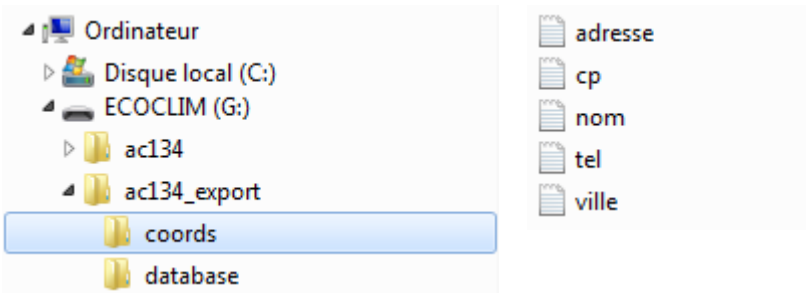 Ordinateur
Disque local (C:)
ECOCLIM (G:)
ac134
ac134_export
coords
database
adresse
cp
nom
tel
ville